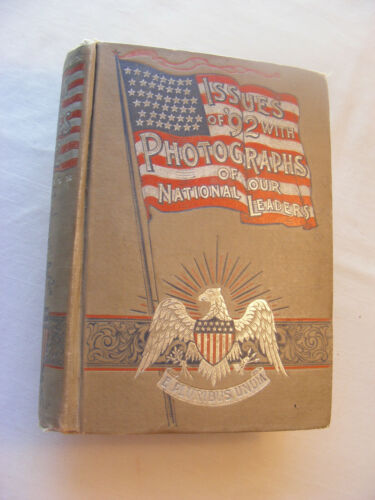 ISSUES
OF '92 WITH
PHOTOGRAPHS
OF OUR
NATIONAL LEADERS
E PLURIBUS UNUM